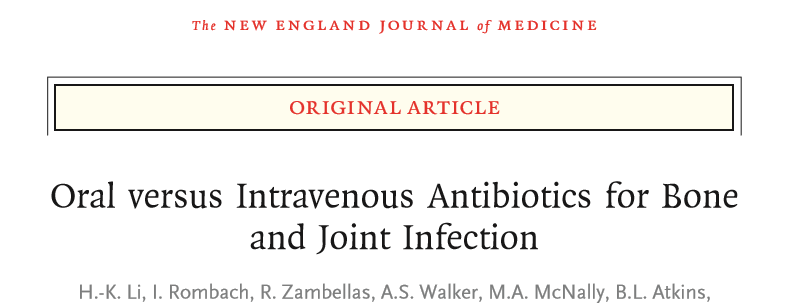 The NEW ENGLAND JOURNAL of MEDICINE
ORIGINAL ARTICLE
Oral versus Intravenous Antibiotics for Bone
and Joint Infection
H.-K. Li, I. Rombach, R. Zambellas, A.S. Walker, M.A. McNally, B.L. Atkins,